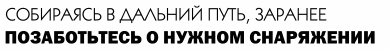 СОБИРАЯСЬ В ДАЛЬНИЙ ПУТЬ, ЗАРАНЕЕ
ПОЗАБОТЬТЕСЬ О НУЖНОМ СНАРЯЖЕНИИ